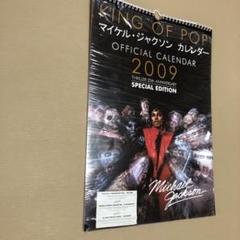 KING OF POP
マイケル・ジャクソン カレンダー
OFFICIAL CALENDAR
2009
THRILLER 25th ANNIVERSARY
SPECIAL EDITION
Michael
Jackson